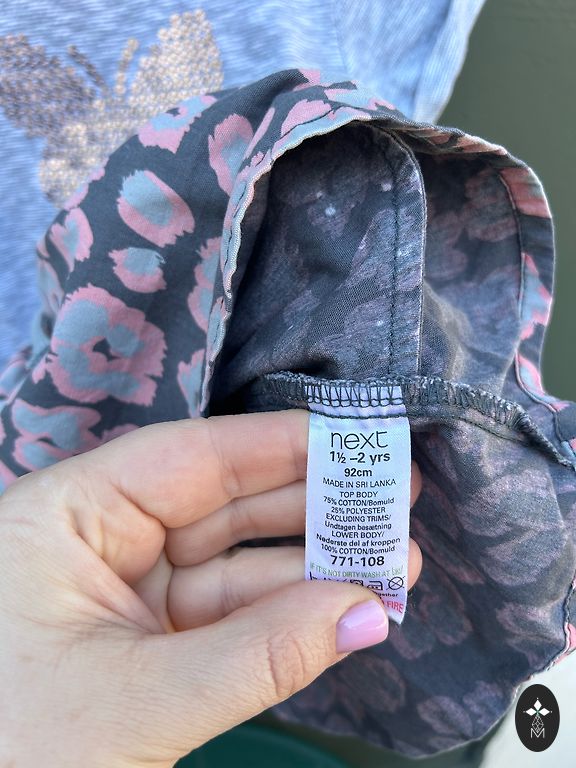 next
1½ –2 yrs
92cm
MADE IN SRI LANKA
TOP BODY
75% COTTON/Bomuld
25% POLYESTER
EXCLUDING TRIMS/
Undtagen besætning
LOWER BODY/
Nederste del af kroppen
100% COTTON/Bomuld
771-108
IF IT'S NOT DIRTY WASH AT
FIRE